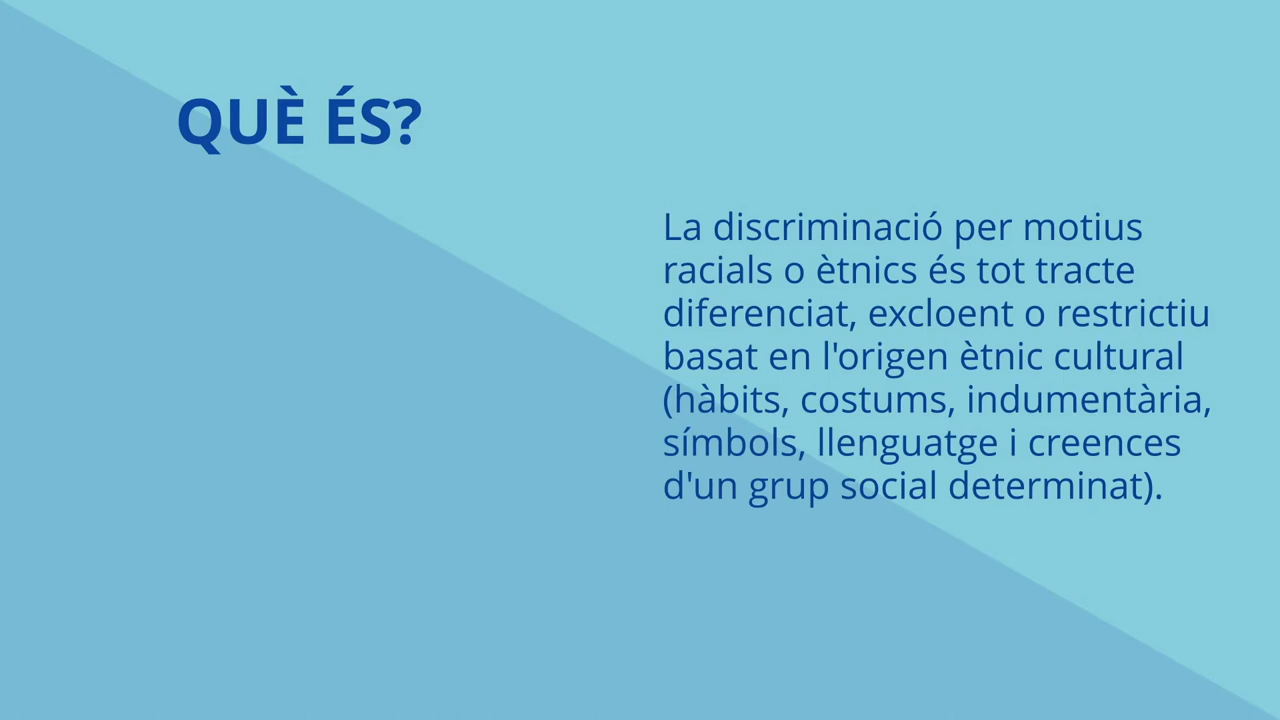 QUÈ ÉS?
La discriminació per motius
racials o ètnics és tot tracte
diferenciat, excloent o restrictiu
basat en l'origen ètnic cultural
(hàbits, costums, indumentària,
símbols, llenguatge i creences
d'un grup social determinat).